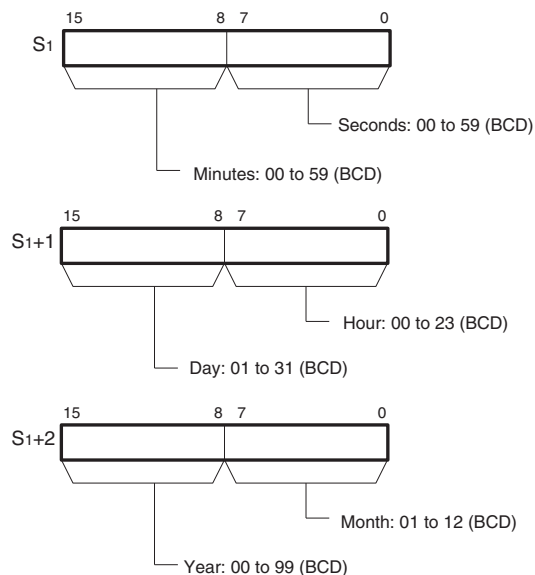 15 8 7 0
S1
Seconds: 00 to 59 (BCD)
Minutes: 00 to 59 (BCD)
15 8 7 0
S1+1
Hour: 00 to 23 (BCD)
Day: 01 to 31 (BCD)
15 8 7 0
S1+2
Month: 01 to 12 (BCD)
Year: 00 to 99 (BCD)